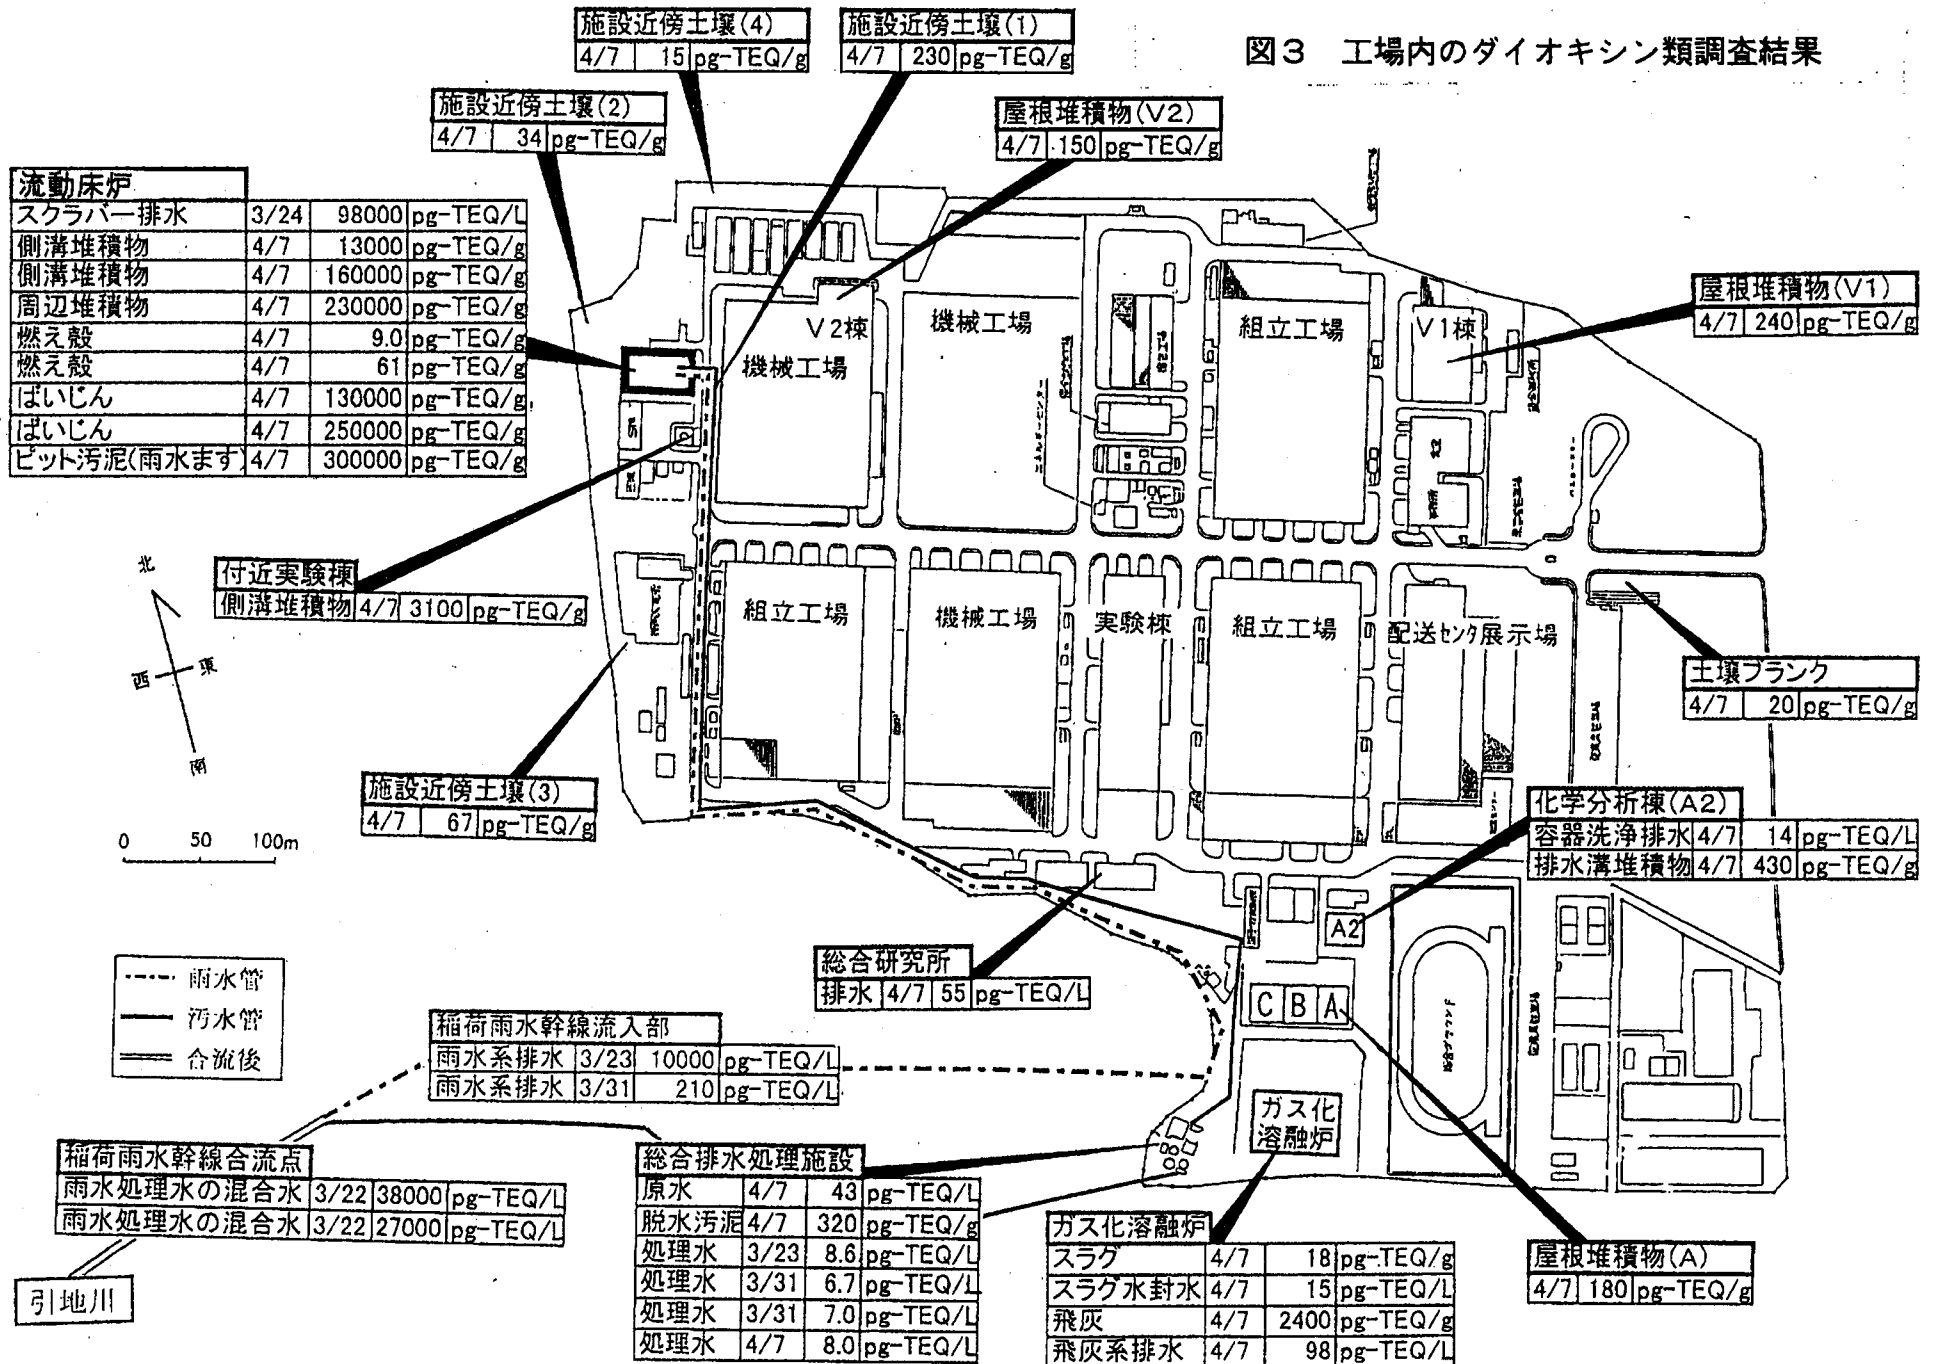 図3 工場内のダイオキシン類調査結果
施設近傍土壌(4)
4/7 15 pg-TEQ/g
施設近傍土壌(1)
4/7 230 pg-TEQ/g
施設近傍土壌(2)
4/7 34 pg-TEQ/g
屋根堆積物(V2)
4/7 150 pg-TEQ/g
流動床炉
スクラバー排水 3/24 98000 pg-TEQ/L
側溝堆積物 4/7 13000 pg-TEQ/g
側溝堆積物 4/7 160000 pg-TEQ/g
周辺堆積物 4/7 230000 pg-TEQ/g
燃え殻 4/7 9.0 pg-TEQ/g
燃え殻 4/7 61 pg-TEQ/g
ばいじん 4/7 130000 pg-TEQ/g
ばいじん 4/7 250000 pg-TEQ/g
ピット汚泥(雨水ます) 4/7 300000 pg-TEQ/g
屋根堆積物(V1)
4/7 240 pg-TEQ/g
V2棟
機械工場
機械工場
組立工場
V1棟
付近実験棟
側溝堆積物 4/7 3100 pg-TEQ/g
組立工場
機械工場
実験棟
組立工場
配送センタ
展示場
北
西
東
南
土壌ブランク
4/7 20 pg-TEQ/g
施設近傍土壌(3)
4/7 67 pg-TEQ/g
0 50 100m
化学分析棟(A2)
容器洗浄排水 4/7 14 pg-TEQ/L
排水溝堆積物 4/7 430 pg-TEQ/g
A2
総合研究所
排水 4/7 55 pg-TEQ/L
C B A
雨水管
汚水管
合流後
稲荷雨水幹線流入部
雨水系排水 3/23 10000 pg-TEQ/L
雨水系排水 3/31 210 pg-TEQ/L
ガス化
溶融炉
稲荷雨水幹線合流点
雨水処理水の混合水 3/22 38000 pg-TEQ/L
雨水処理水の混合水 3/22 27000 pg-TEQ/L
引地川
総合排水処理施設
原水 4/7 43 pg-TEQ/L
脱水汚泥 4/7 320 pg-TEQ/g
処理水 3/23 8.6 pg-TEQ/L
処理水 3/31 6.7 pg-TEQ/L
処理水 3/31 7.0 pg-TEQ/L
処理水 4/7 8.0 pg-TEQ/L
ガス化溶融炉
スラグ 4/7 18 pg-TEQ/g
スラグ水封水 4/7 15 pg-TEQ/L
飛灰 4/7 2400 pg-TEQ/g
飛灰系排水 4/7 98 pg-TEQ/L
屋根堆積物(A)
4/7 180 pg-TEQ/g